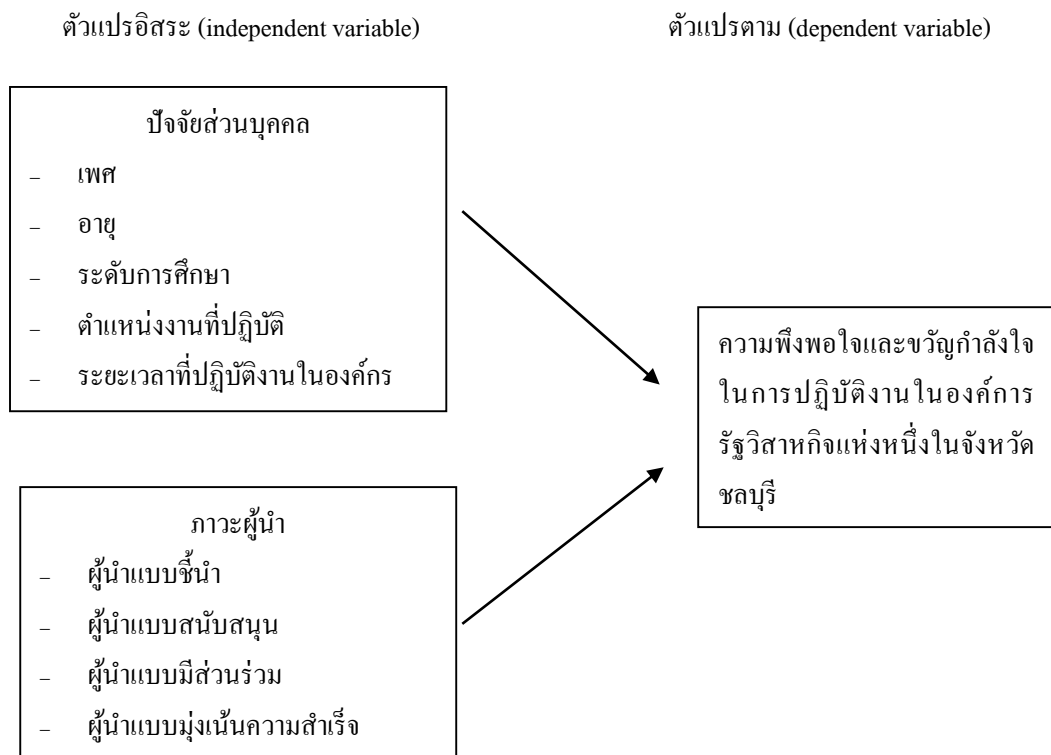 ตัวแปรอิสระ (independent variable)
ตัวแปรตาม (dependent variable)
ปัจจัยส่วนบุคคล
– เพศ
– อายุ
– ระดับการศึกษา
– ตำแหน่งงานที่ปฏิบัติ
– ระยะเวลาที่ปฏิบัติงานในองค์กร
ภาวะผู้นำ
– ผู้นำแบบชี้นำ
– ผู้นำแบบสนับสนุน
– ผู้นำแบบมีส่วนร่วม
– ผู้นำแบบมุ่งเน้นความสำเร็จ
ความพึงพอใจและขวัญกำลังใจ
ในการปฏิบัติงานในองค์การ
รัฐวิสาหกิจแห่งหนึ่งในจังหวัด
ชลบุรี